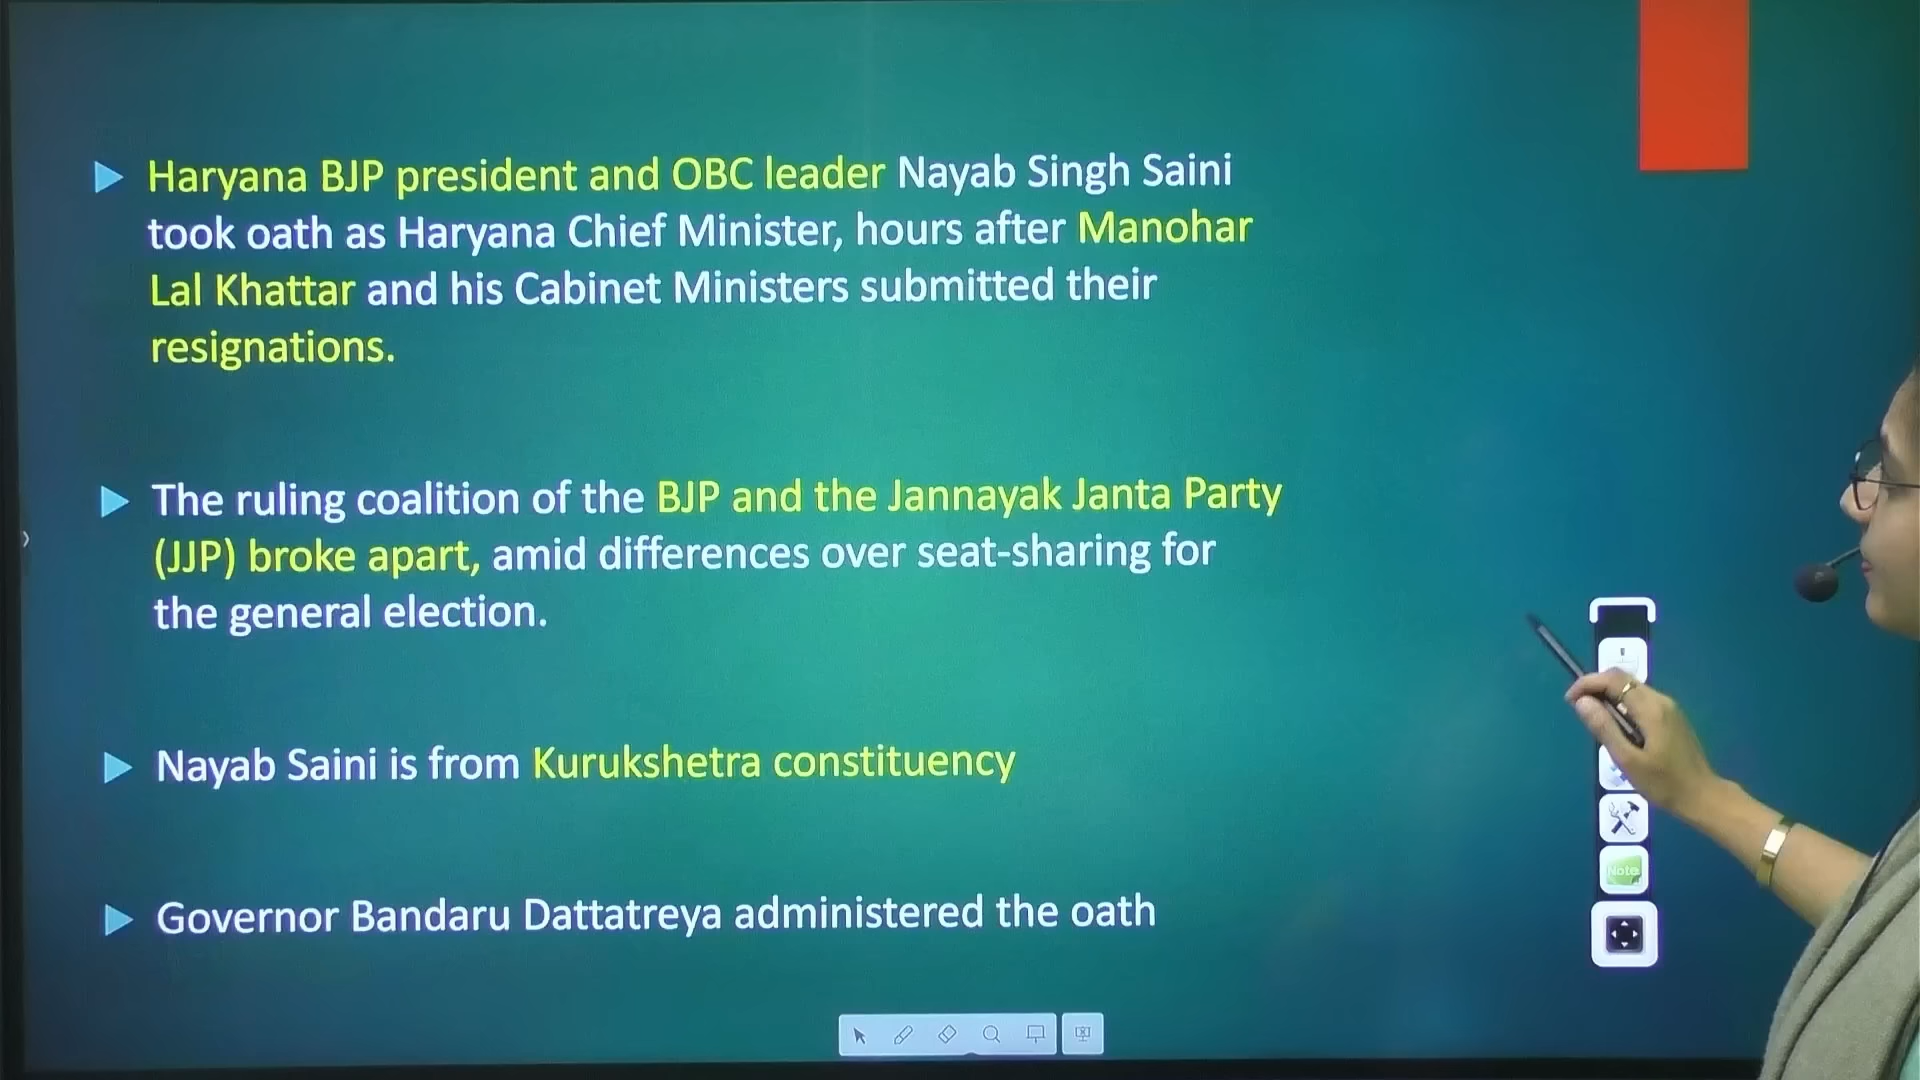 Haryana BJP president and OBC leader Nayab Singh Saini
took oath as Haryana Chief Minister, hours after Manohar
Lal Khattar and his Cabinet Ministers submitted their
resignations.
The ruling coalition of the BJP and the Jannayak Janta Party
(JJP) broke apart, amid differences over seat-sharing for
the general election.
Nayab Saini is from Kurukshetra constituency
Governor Bandaru Dattatreya administered the oath
Note